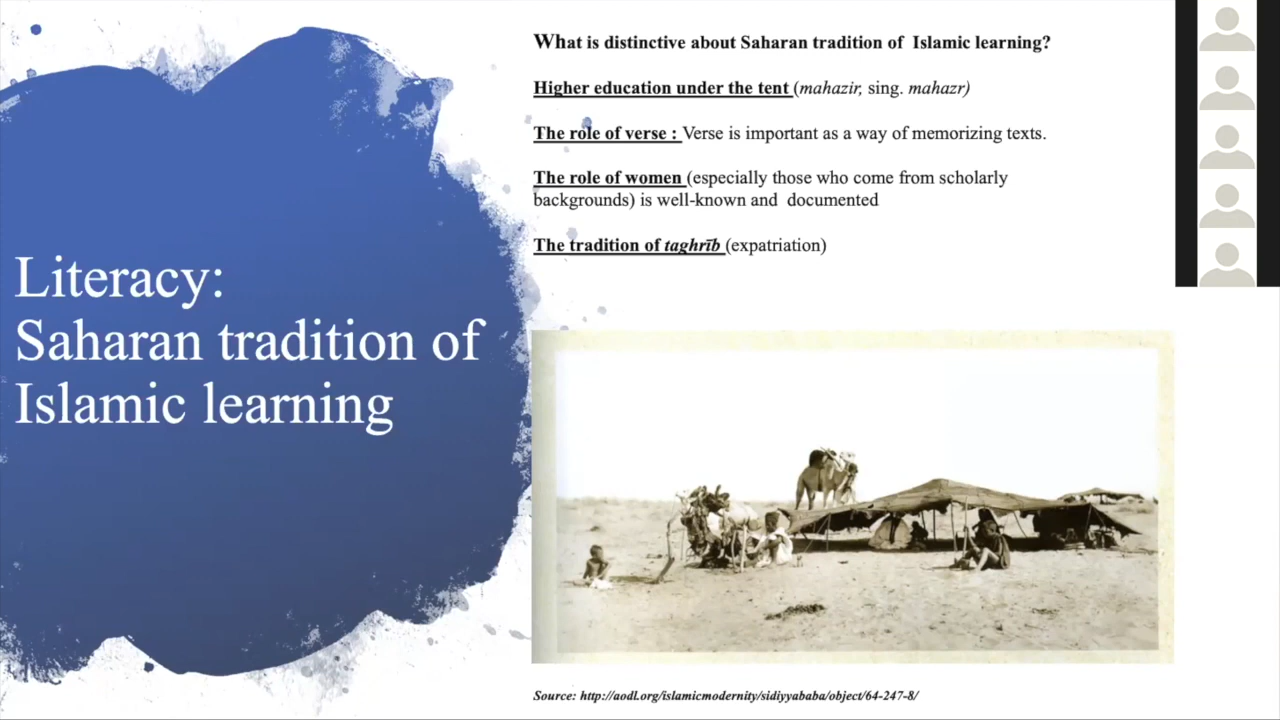 Literacy:
Saharan tradition of
Islamic learning
What is distinctive about Saharan tradition of  Islamic learning?
Higher education under the tent (mahazir, sing. mahazr)
The role of verse : Verse is important as a way of memorizing texts.
The role of women (especially those who come from scholarly
backgrounds) is well-known and  documented
The tradition of taghrīb (expatriation)
Source: http://aodl.org/islamicmodernity/sidiyyababa/object/64-247-8/